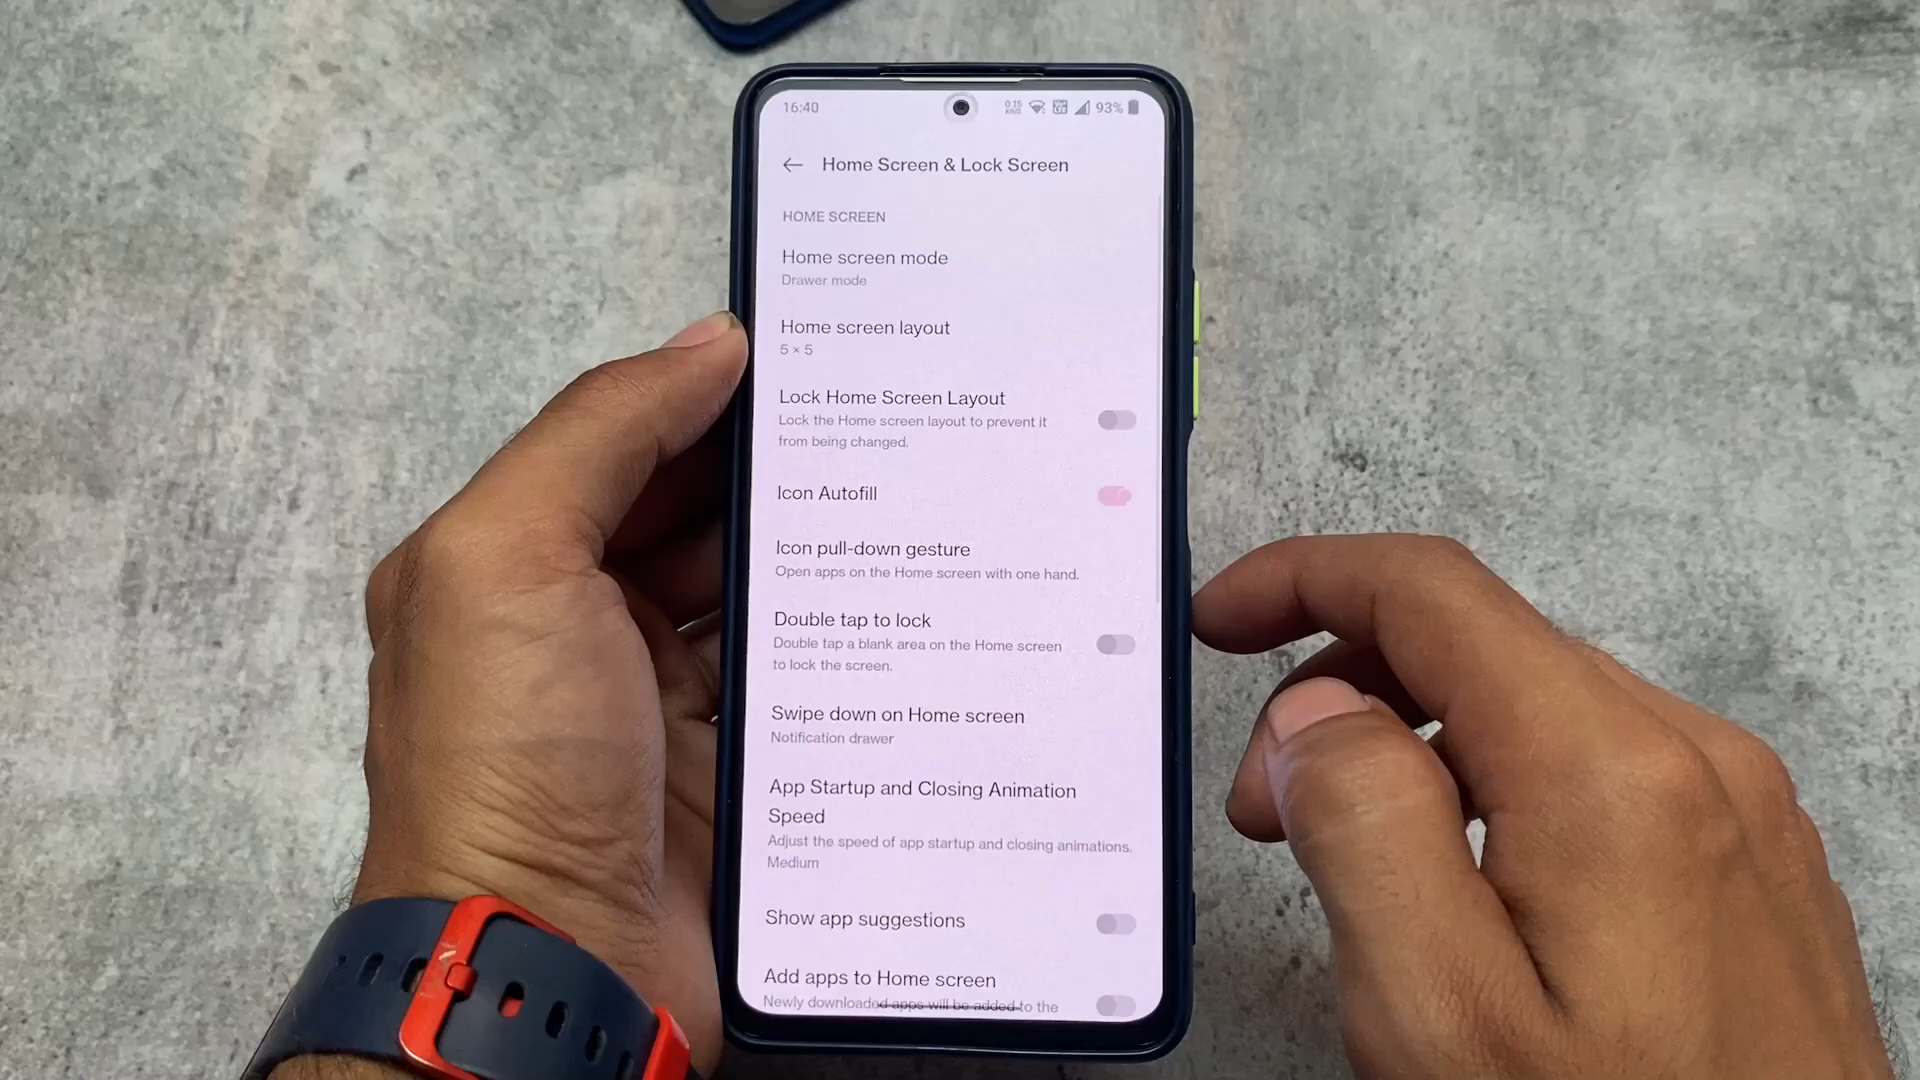 16:40
0.15
93%
Home Screen & Lock Screen
HOME SCREEN
Home screen mode
Drawer mode
Home screen layout
5 × 5
Lock Home Screen Layout
Lock the Home screen layout to prevent it
from being changed.
Icon Autofill
Icon pull-down gesture
Open apps on the Home screen with one hand.
Double tap to lock
Double tap a blank area on the Home screen
to lock the screen.
Swipe down on Home screen
Notification drawer
App Startup and Closing Animation
Speed
Adjust the speed of app startup and closing animations.
Medium
Show app suggestions
Add apps to Home screen
Newly downloaded apps will be added to the